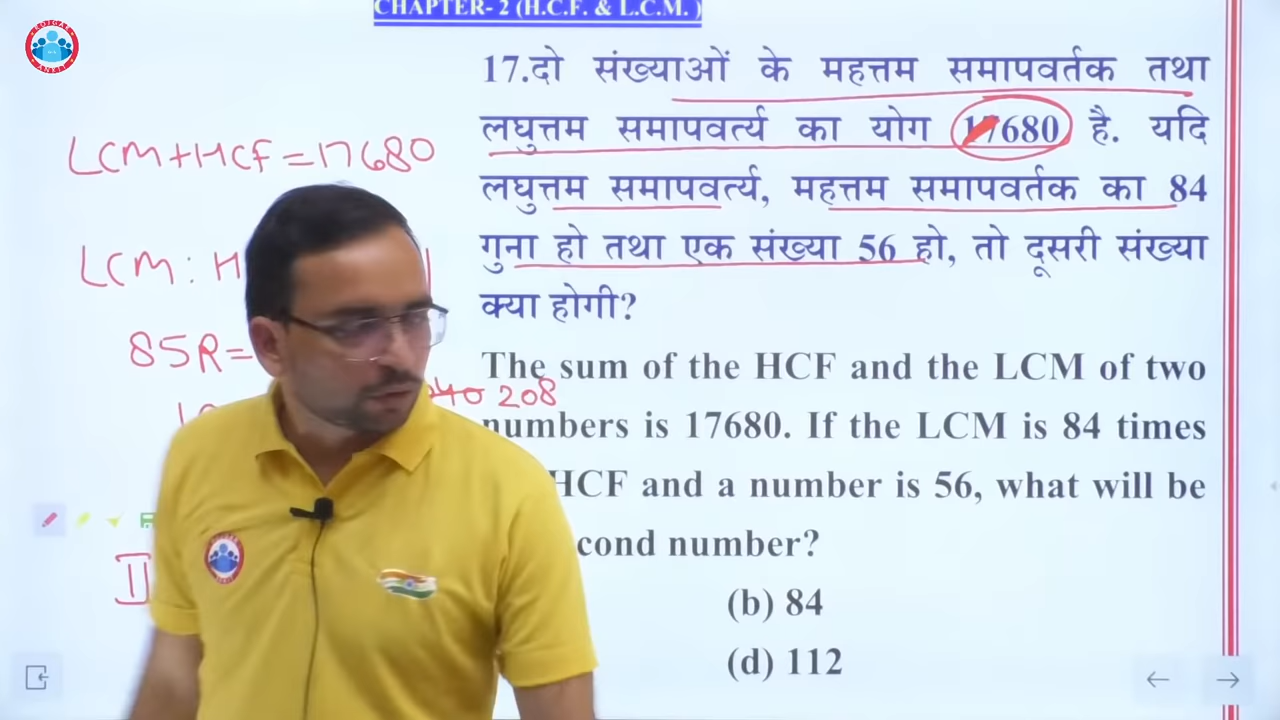 CHAPTER- 2 (H.C.F. & L.C.M. )
17.दो संख्याओं के महत्तम समापवर्तक तथा
लघुत्तम समापवर्त्य का योग 17680 है. यदि
लघुत्तम समापवर्त्य, महत्तम समापवर्तक का 84
गुना हो तथा एक संख्या 56 हो, तो दूसरी संख्या
क्या होगी?
The sum of the HCF and the LCM of two
numbers is 17680. If the LCM is 84 times
HCF and a number is 56, what will be
cond number?
(b) 84
(d) 112
LCM+HCF=17680
LCM : H
85R=
208
II